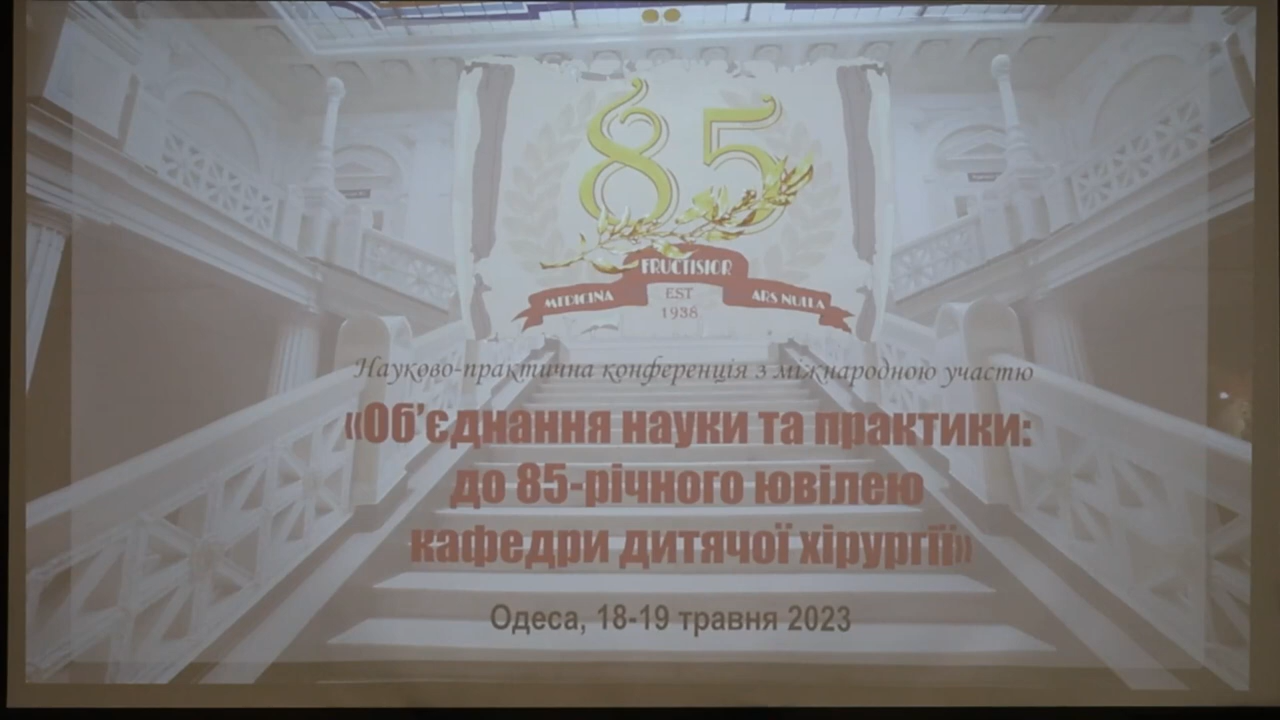 85
FRUCTISIOR
MEDICINA
ARS NULLA
EST
1938
Науково-практична конференція з міжнародною участю
«Об’єднання науки та практики:
до 85-річного ювілею
кафедри дитячої хірургії»
Одеса, 18-19 травня 2023